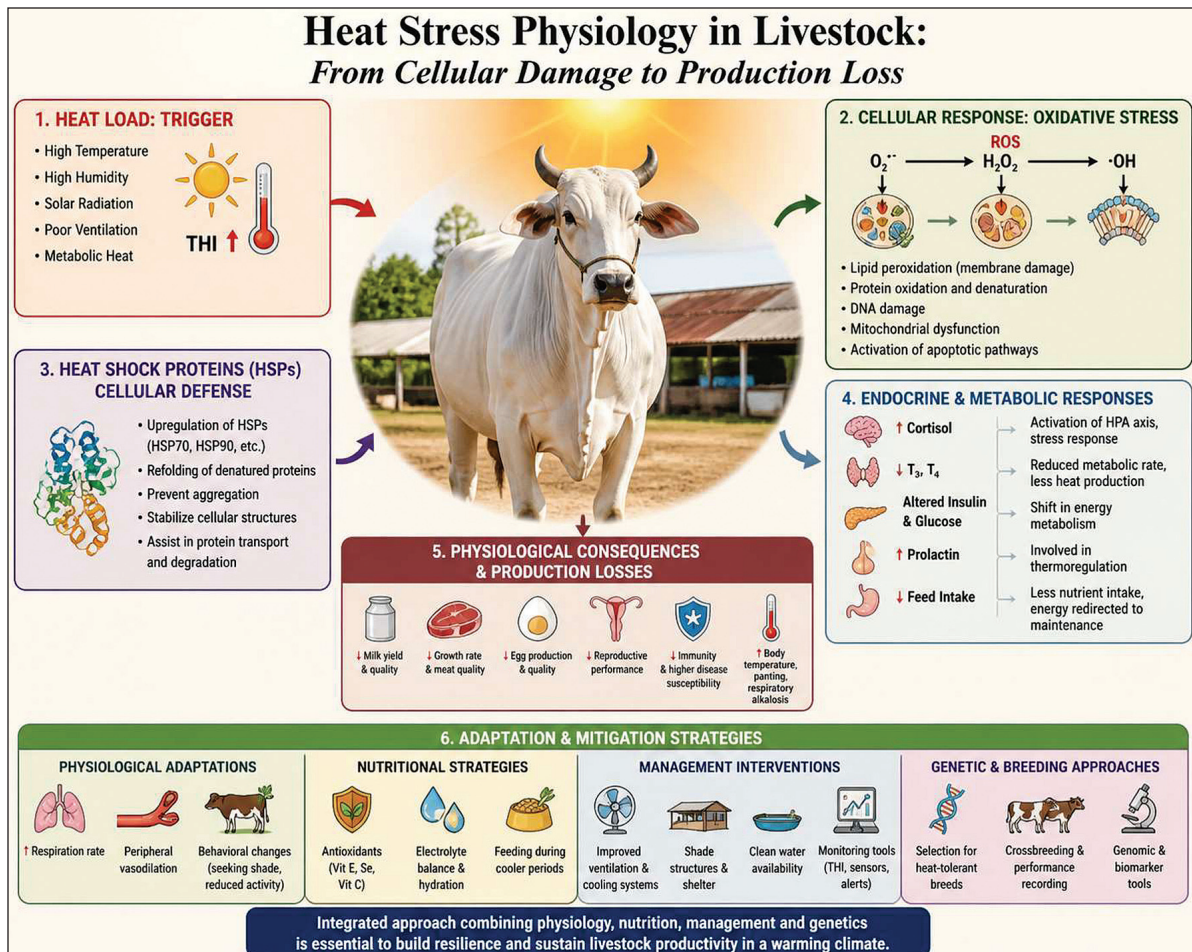 Heat Stress Physiology in Livestock:
From Cellular Damage to Production Loss
1. HEAT LOAD: TRIGGER
• High Temperature
• High Humidity
• Solar Radiation
• Poor Ventilation
• Metabolic Heat
THI ↑
2. CELLULAR RESPONSE: OXIDATIVE STRESS
ROS
O₂•- → H₂O₂ → ·OH
• Lipid peroxidation (membrane damage)
• Protein oxidation and denaturation
• DNA damage
• Mitochondrial dysfunction
• Activation of apoptotic pathways
3. HEAT SHOCK PROTEINS (HSPs)
CELLULAR DEFENSE
• Upregulation of HSPs
(HSP70, HSP90, etc.)
• Refolding of denatured proteins
• Prevent aggregation
• Stabilize cellular structures
• Assist in protein transport
and degradation
4. ENDOCRINE & METABOLIC RESPONSES
↑ Cortisol
Activation of HPA axis,
stress response
↓ T₃, T₄
Reduced metabolic rate,
less heat production
Altered Insulin
& Glucose
Shift in energy
metabolism
↑ Prolactin
Involved in
thermoregulation
↓ Feed Intake
Less nutrient intake,
energy redirected to
maintenance
5. PHYSIOLOGICAL CONSEQUENCES
& PRODUCTION LOSSES
↓ Milk yield
& quality
↓ Growth rate
& meat quality
↓ Egg production
& quality
↓ Reproductive
performance
↓ Immunity
& higher disease
susceptibility
↑ Body
temperature,
panting,
respiratory
alkalosis
6. ADAPTATION & MITIGATION STRATEGIES
PHYSIOLOGICAL ADAPTATIONS
↑ Respiration rate
Peripheral
vasodilation
Behavioral changes
(seeking shade,
reduced activity)
NUTRITIONAL STRATEGIES
Antioxidants
(Vit E, Se,
Vit C)
Electrolyte
balance &
hydration
Feeding during
cooler periods
MANAGEMENT INTERVENTIONS
Improved
ventilation &
cooling systems
Shade
structures &
shelter
Clean water
availability
Monitoring tools
(THI, sensors,
alerts)
GENETIC & BREEDING APPROACHES
Selection for
heat-tolerant
breeds
Crossbreeding &
performance
recording
Genomic &
biomarker
tools
Integrated approach combining physiology, nutrition, management and genetics
is essential to build resilience and sustain livestock productivity in a warming climate.